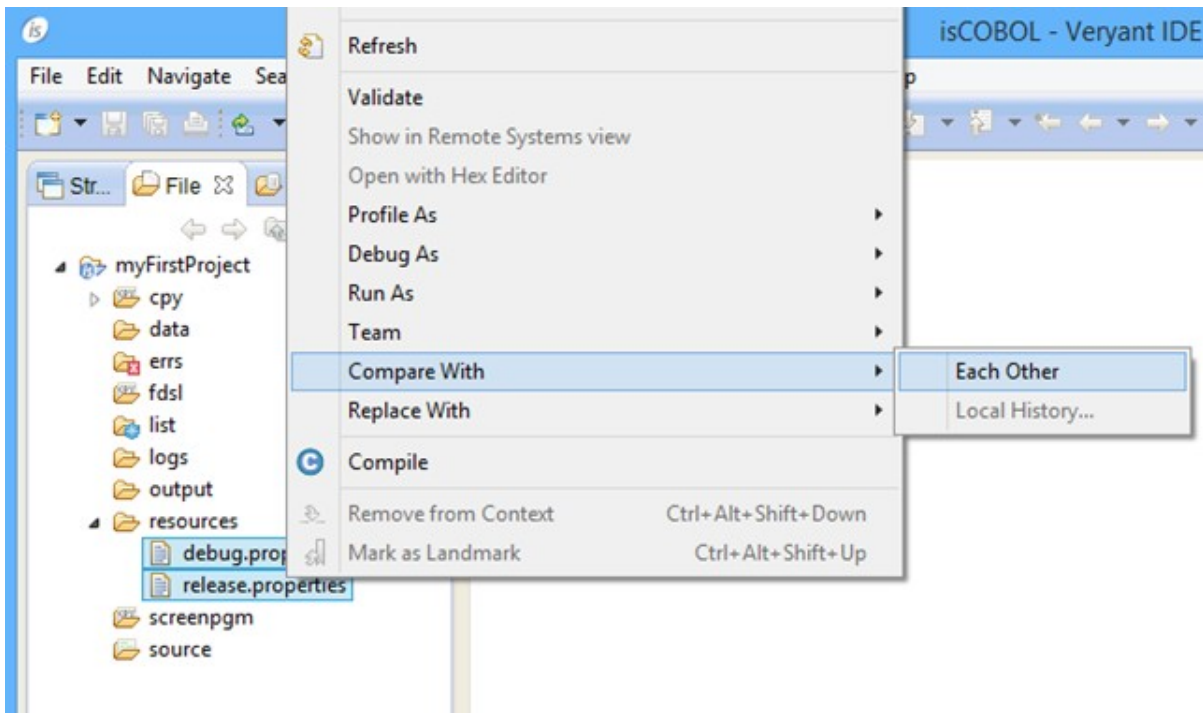 is
isCOBOL - Veryant IDE
File Edit Navigate Sea
p
Str... File
myFirstProject
cpy
data
errs
fdsl
list
logs
output
resources
debug.prop
release.properties
screenpgm
source
Refresh
Validate
Show in Remote Systems view
Open with Hex Editor
Profile As
Debug As
Run As
Team
Compare With
Replace With
Compile
Remove from Context Ctrl+Alt+Shift+Down
Mark as Landmark Ctrl+Alt+Shift+Up
Each Other
Local History...